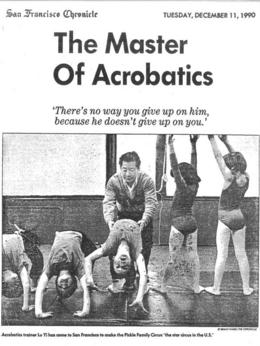 San Francisco Chronicle
TUESDAY, DECEMBER 11, 1990
The Master
Of Acrobatics
'There's no way you give up on him,
because he doesn't give up on you.'
Acrobatics trainer Lu Yi has come to San Francisco to make the Pickle Family Circus 'the star circus in the U.S.'